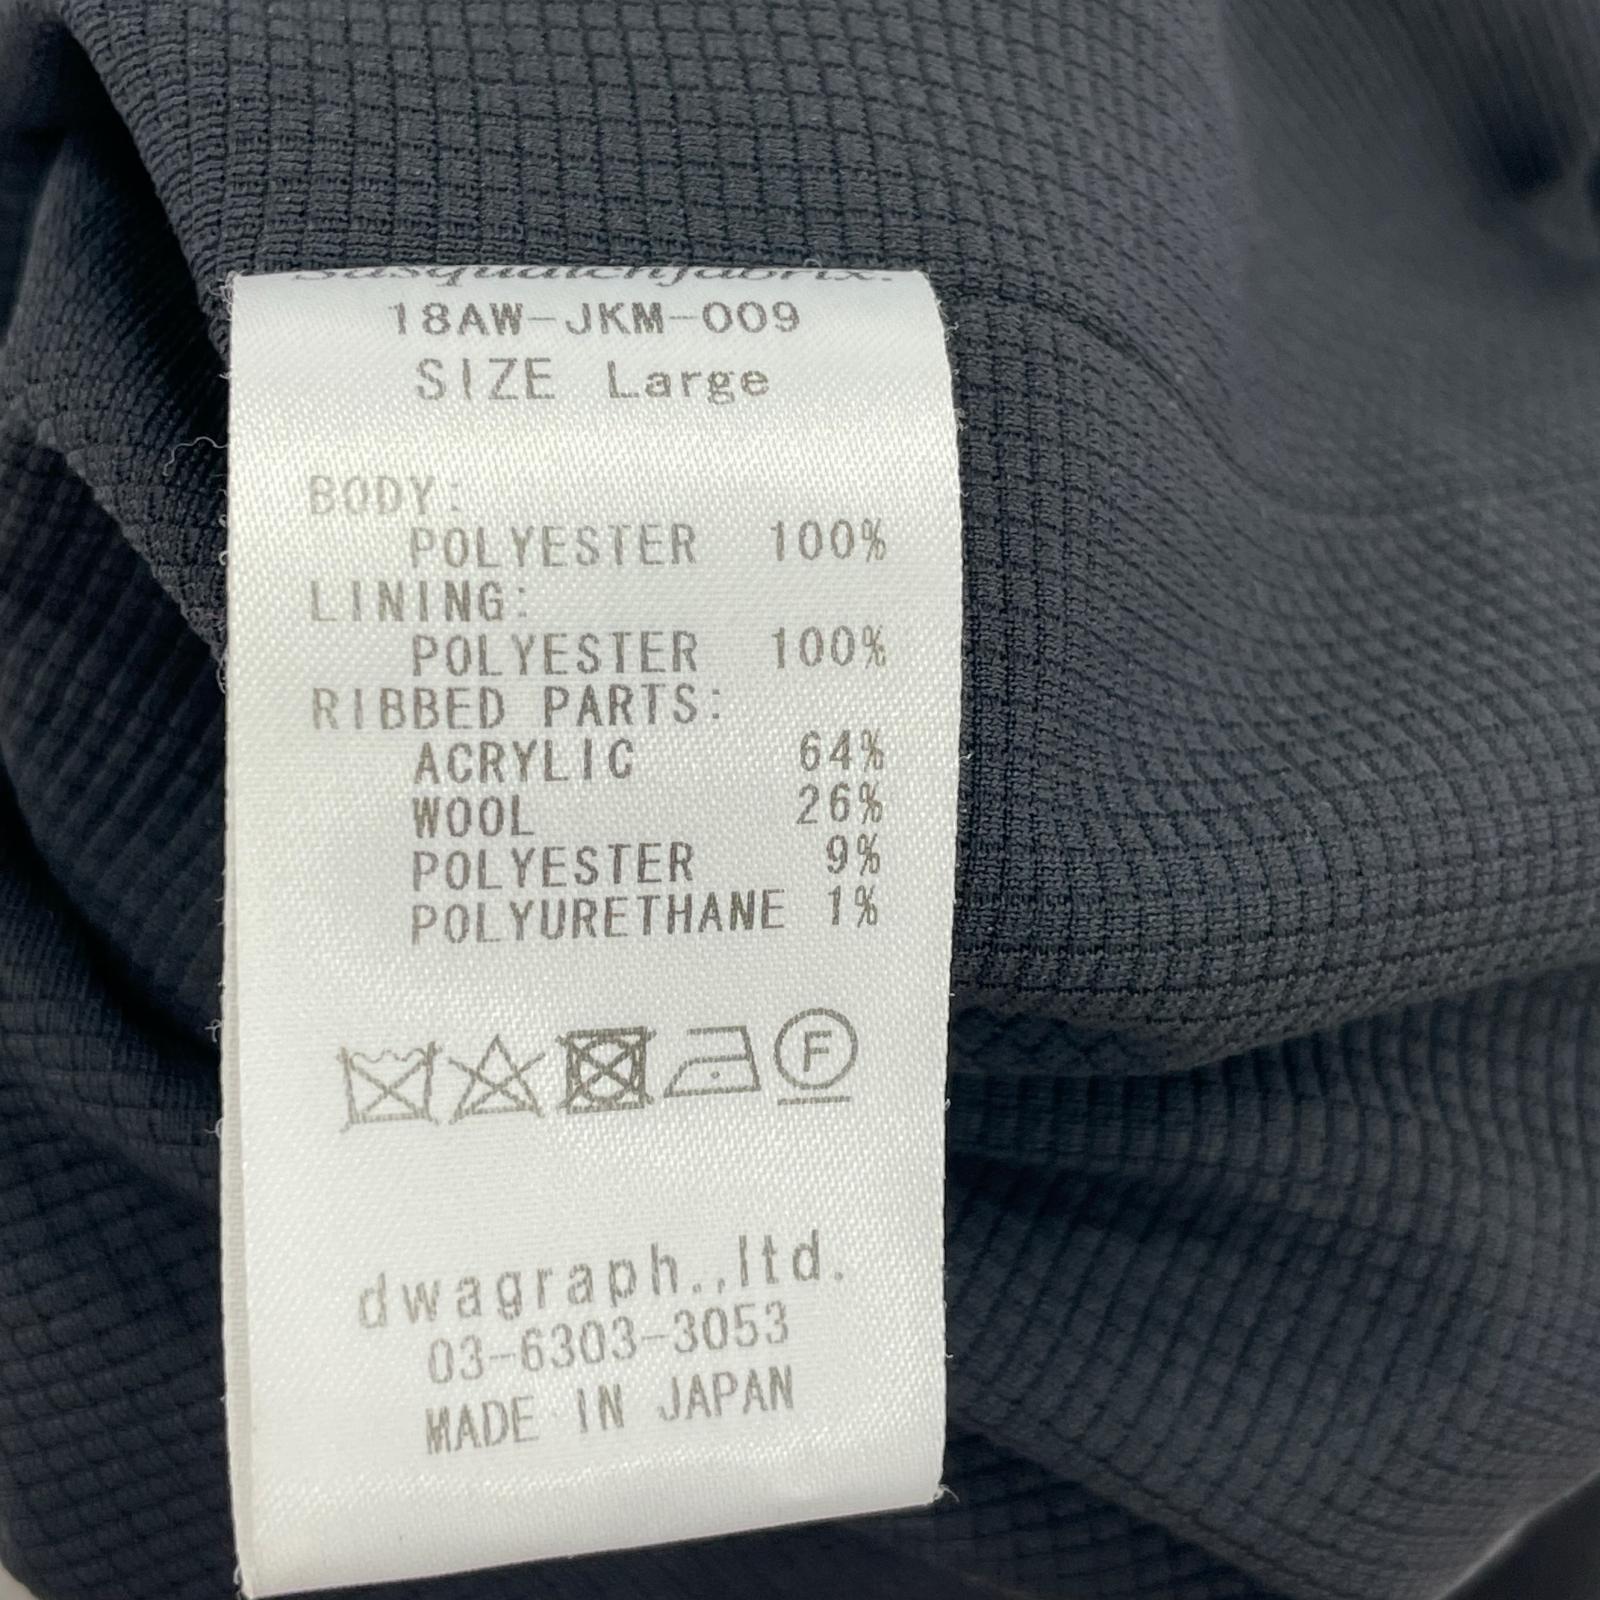 Sasquatchfabrix.
18AW-JKM-009
SIZE Large
BODY:
POLYESTER 100%
LINING:
POLYESTER 100%
RIBBED PARTS:
ACRYLIC 64%
WOOL 26%
POLYESTER 9%
POLYURETHANE 1%
F
dwagraph.,ltd.
03-6303-3053
MADE IN JAPAN